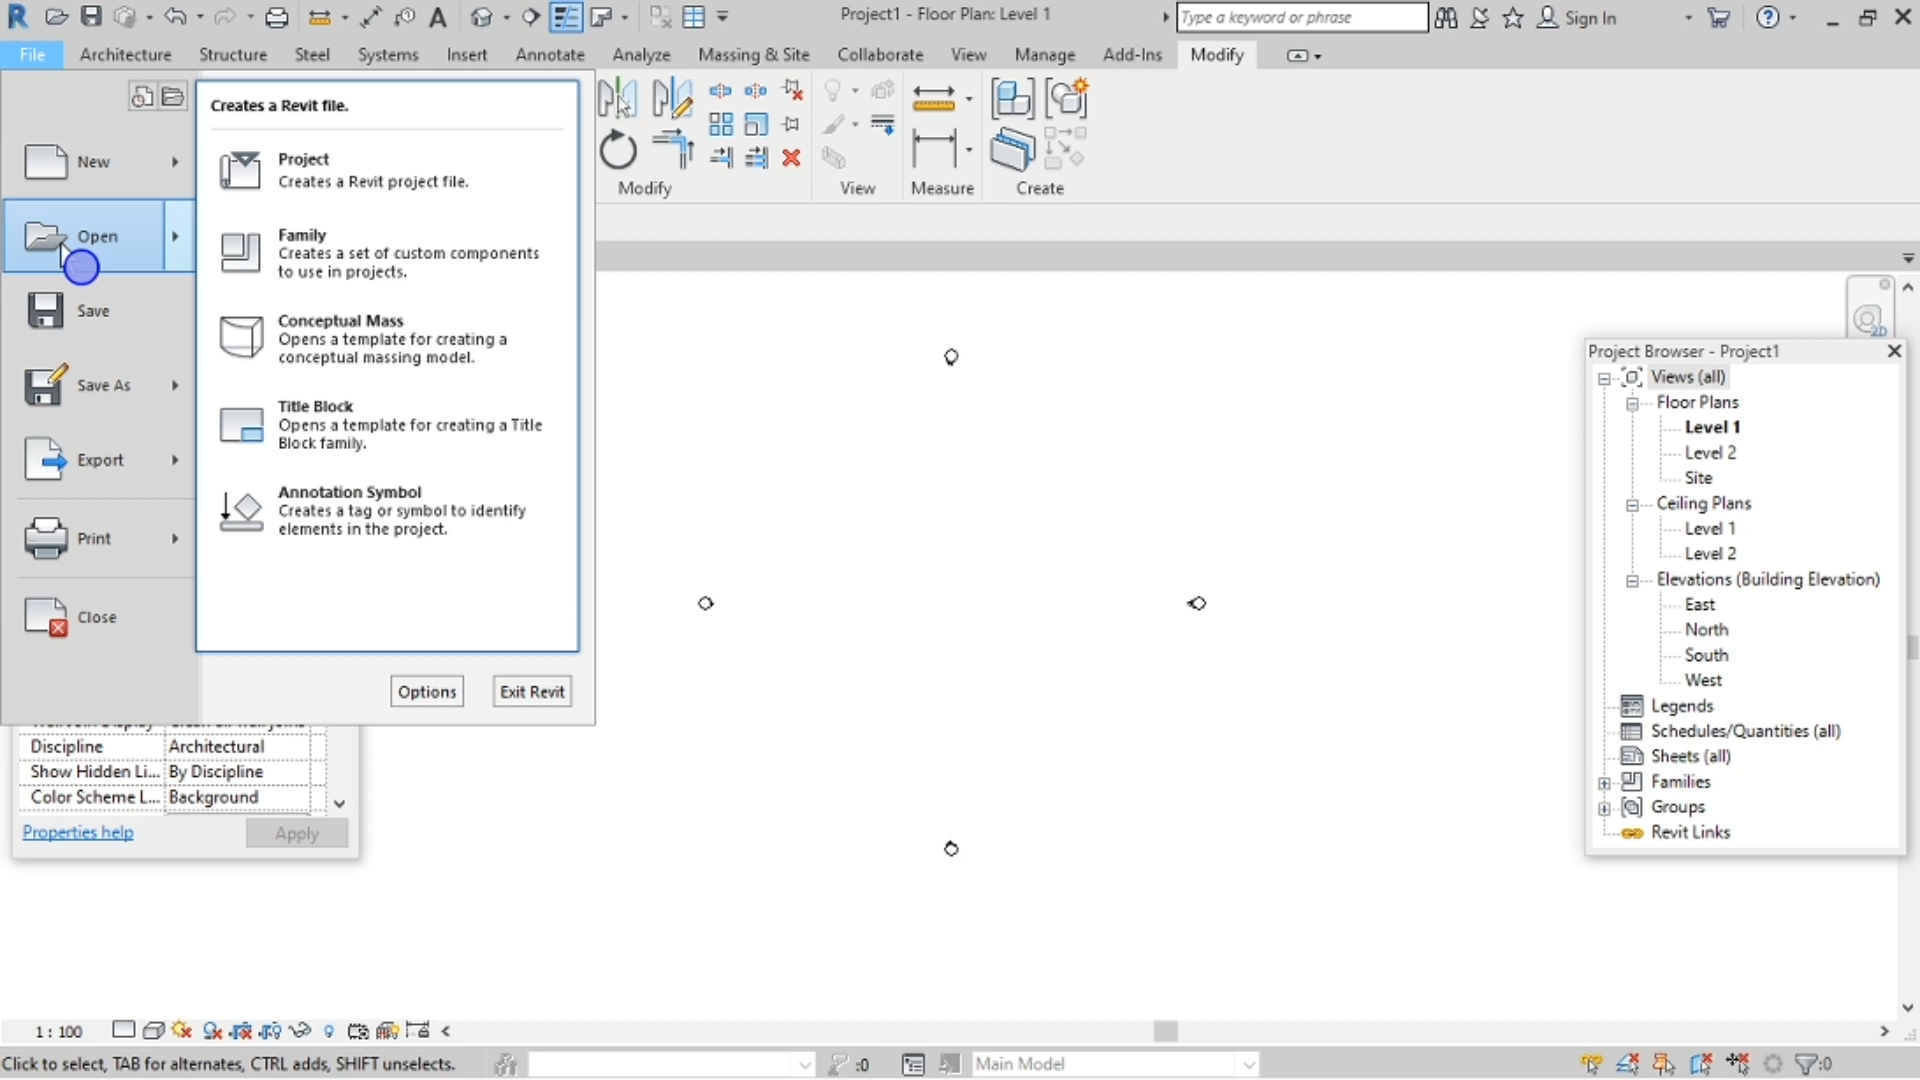 Project1 - Floor Plan: Level 1
Type a keyword or phrase
Sign In
File Architecture Structure Steel Systems Insert Annotate Analyze Massing & Site Collaborate View Manage Add-Ins Modify
Creates a Revit file.
New
Open
Save
Save As
Export
Print
Close
Project
Creates a Revit project file.
Family
Creates a set of custom components
to use in projects.
Conceptual Mass
Opens a template for creating a
conceptual massing model.
Title Block
Opens a template for creating a Title
Block family.
Annotation Symbol
Creates a tag or symbol to identify
elements in the project.
Options Exit Revit
Modify View Measure Create
2D
Discipline Architectural
Show Hidden Li... By Discipline
Color Scheme L... Background
Properties help Apply
Project Browser - Project1
Views (all)
Floor Plans
Level 1
Level 2
Site
Ceiling Plans
Level 1
Level 2
Elevations (Building Elevation)
East
North
South
West
Legends
Schedules/Quantities (all)
Sheets (all)
Families
Groups
Revit Links
1 : 100
Click to select, TAB for alternates, CTRL adds, SHIFT unselects.
:0
Main Model
:0